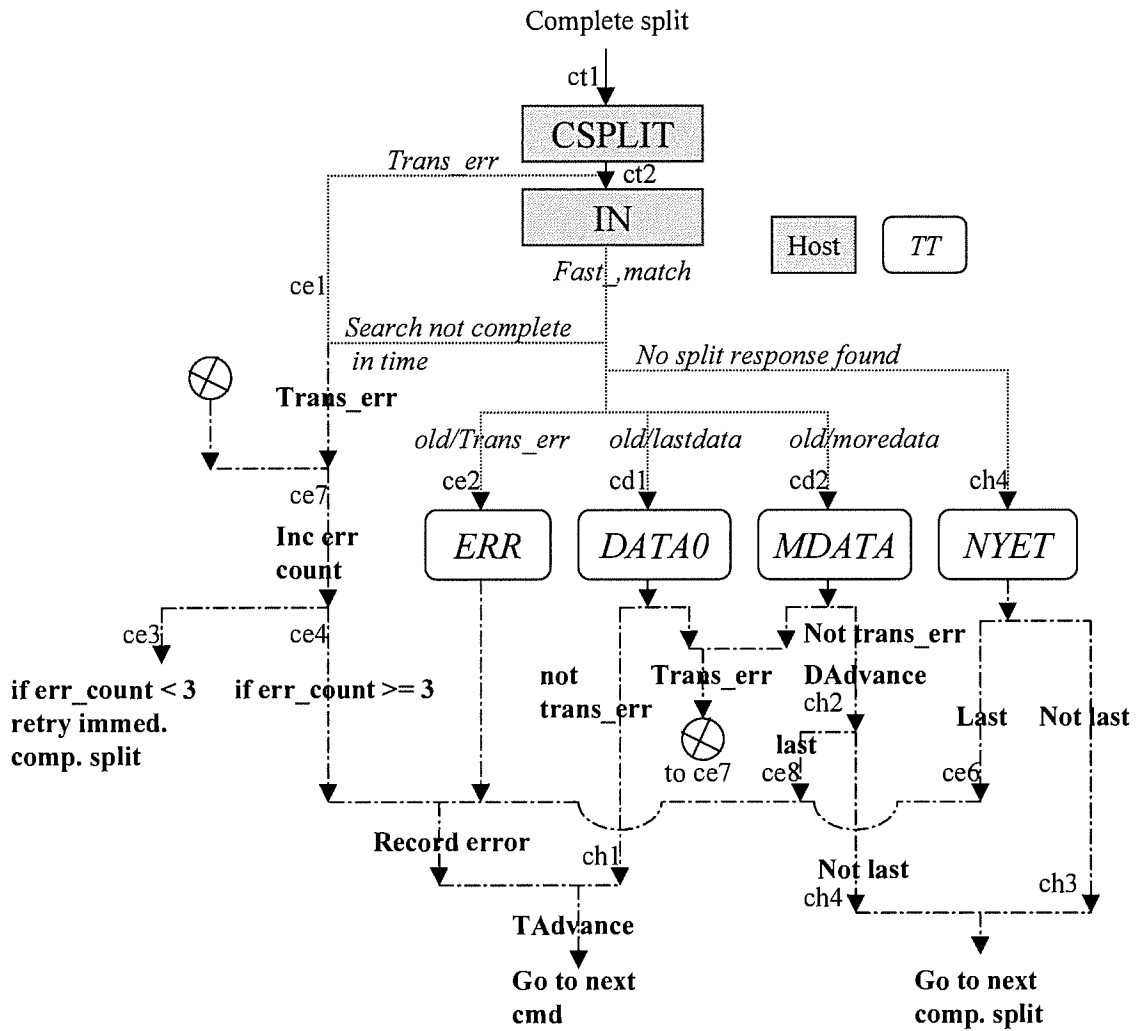 Complete split
ct1
CSPLIT
Trans_err
ct2
IN
Host
TT
Fast_,match
ce1
Search not complete
in time
No split response found
Trans_err
old/Trans_err
old/lastdata
old/moredata
ce2
cd1
cd2
ch4
ce7
ERR
DATA0
MDATA
NYET
Inc err
count
ce3
ce4
Not trans_err
if err_count < 3
retry immed.
comp. split
if err_count >= 3
not
trans_err
Trans_err
DAdvance
ch2
Last
Not last
last
to ce7
ce8
ce6
Record error
ch1
Not last
ch4
ch3
TAdvance
Go to next
cmd
Go to next
comp. split